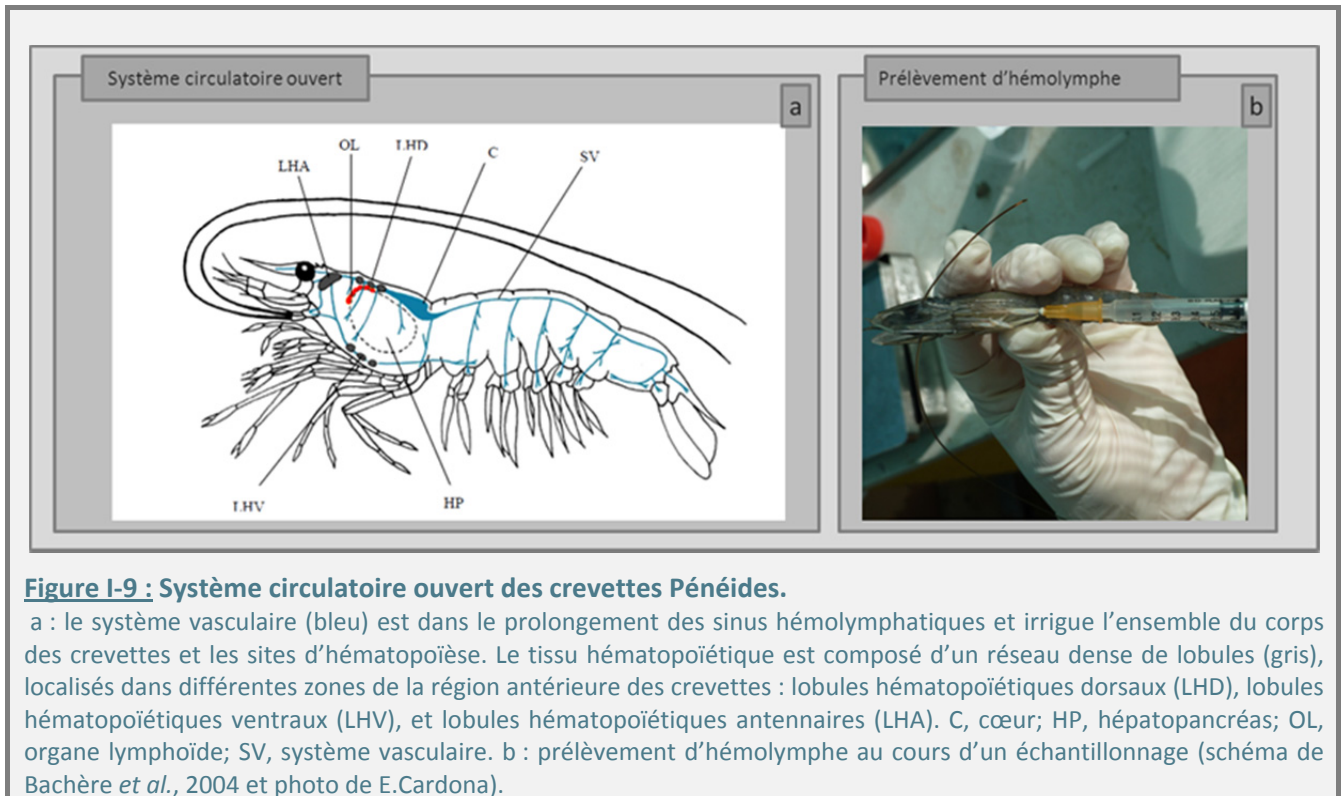 Système circulatoire ouvert
a
Prélèvement d'hémolymphe
b
LHA
OL
LHD
C
SV
LHV
HP
Figure I-9 : Système circulatoire ouvert des crevettes Pénéides.
a : le système vasculaire (bleu) est dans le prolongement des sinus hémolymphatiques et irrigue l'ensemble du corps
des crevettes et les sites d'hématopoïèse. Le tissu hématopoïétique est composé d'un réseau dense de lobules (gris),
localisés dans différentes zones de la région antérieure des crevettes : lobules hématopoïétiques dorsaux (LHD), lobules
hématopoïétiques ventraux (LHV), et lobules hématopoïétiques antennaires (LHA). C, cœur; HP, hépatopancréas; OL,
organe lymphoïde; SV, système vasculaire. b : prélèvement d'hémolymphe au cours d'un échantillonnage (schéma de
Bachère et al., 2004 et photo de E.Cardona).